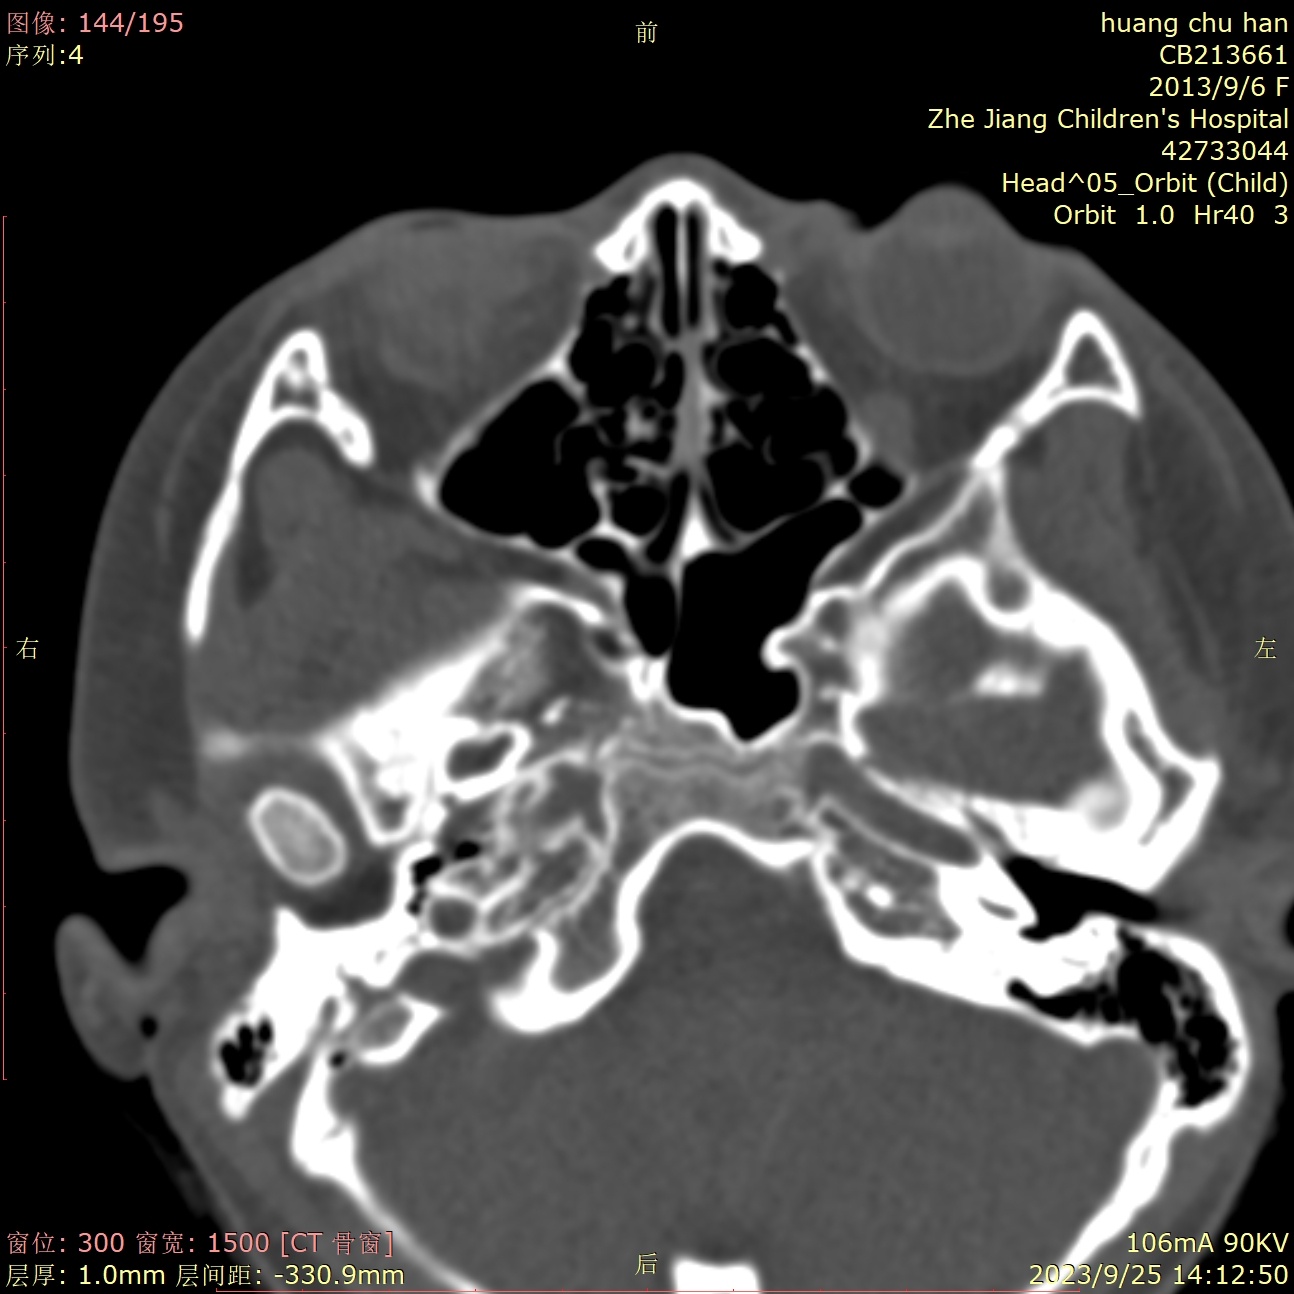 图像: 144/195
序列:4
前
huang chu han
CB213661
2013/9/6 F
Zhe Jiang Children's Hospital
42733044
Head^05_Orbit (Child)
Orbit 1.0 Hr40 3
右
左
窗位: 300 窗宽: 1500 [CT 骨窗]
层厚: 1.0mm 层间距: -330.9mm
后
106mA 90KV
2023/9/25 14:12:50